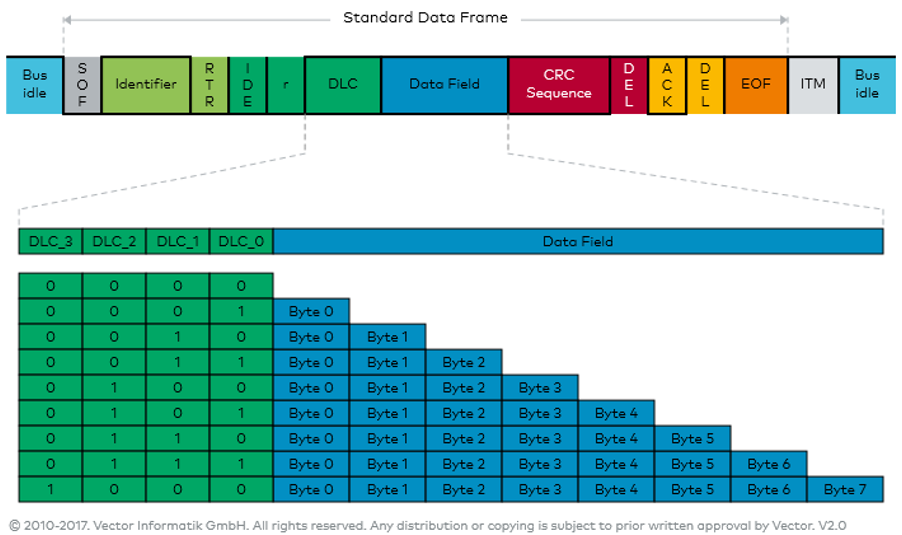 Standard Data Frame
Bus idle SOF Identifier RTR IDE r DLC Data Field CRC Sequence DEL ACK DEL EOF ITM Bus idle
DLC_3 DLC_2 DLC_1 DLC_0 Data Field
0 0 0 0
0 0 0 1 Byte 0
0 0 1 0 Byte 0 Byte 1
0 0 1 1 Byte 0 Byte 1 Byte 2
0 1 0 0 Byte 0 Byte 1 Byte 2 Byte 3
0 1 0 1 Byte 0 Byte 1 Byte 2 Byte 3 Byte 4
0 1 1 0 Byte 0 Byte 1 Byte 2 Byte 3 Byte 4 Byte 5
0 1 1 1 Byte 0 Byte 1 Byte 2 Byte 3 Byte 4 Byte 5 Byte 6
1 0 0 0 Byte 0 Byte 1 Byte 2 Byte 3 Byte 4 Byte 5 Byte 6 Byte 7
© 2010-2017. Vector Informatik GmbH. All rights reserved. Any distribution or copying is subject to prior written approval by Vector. V2.0